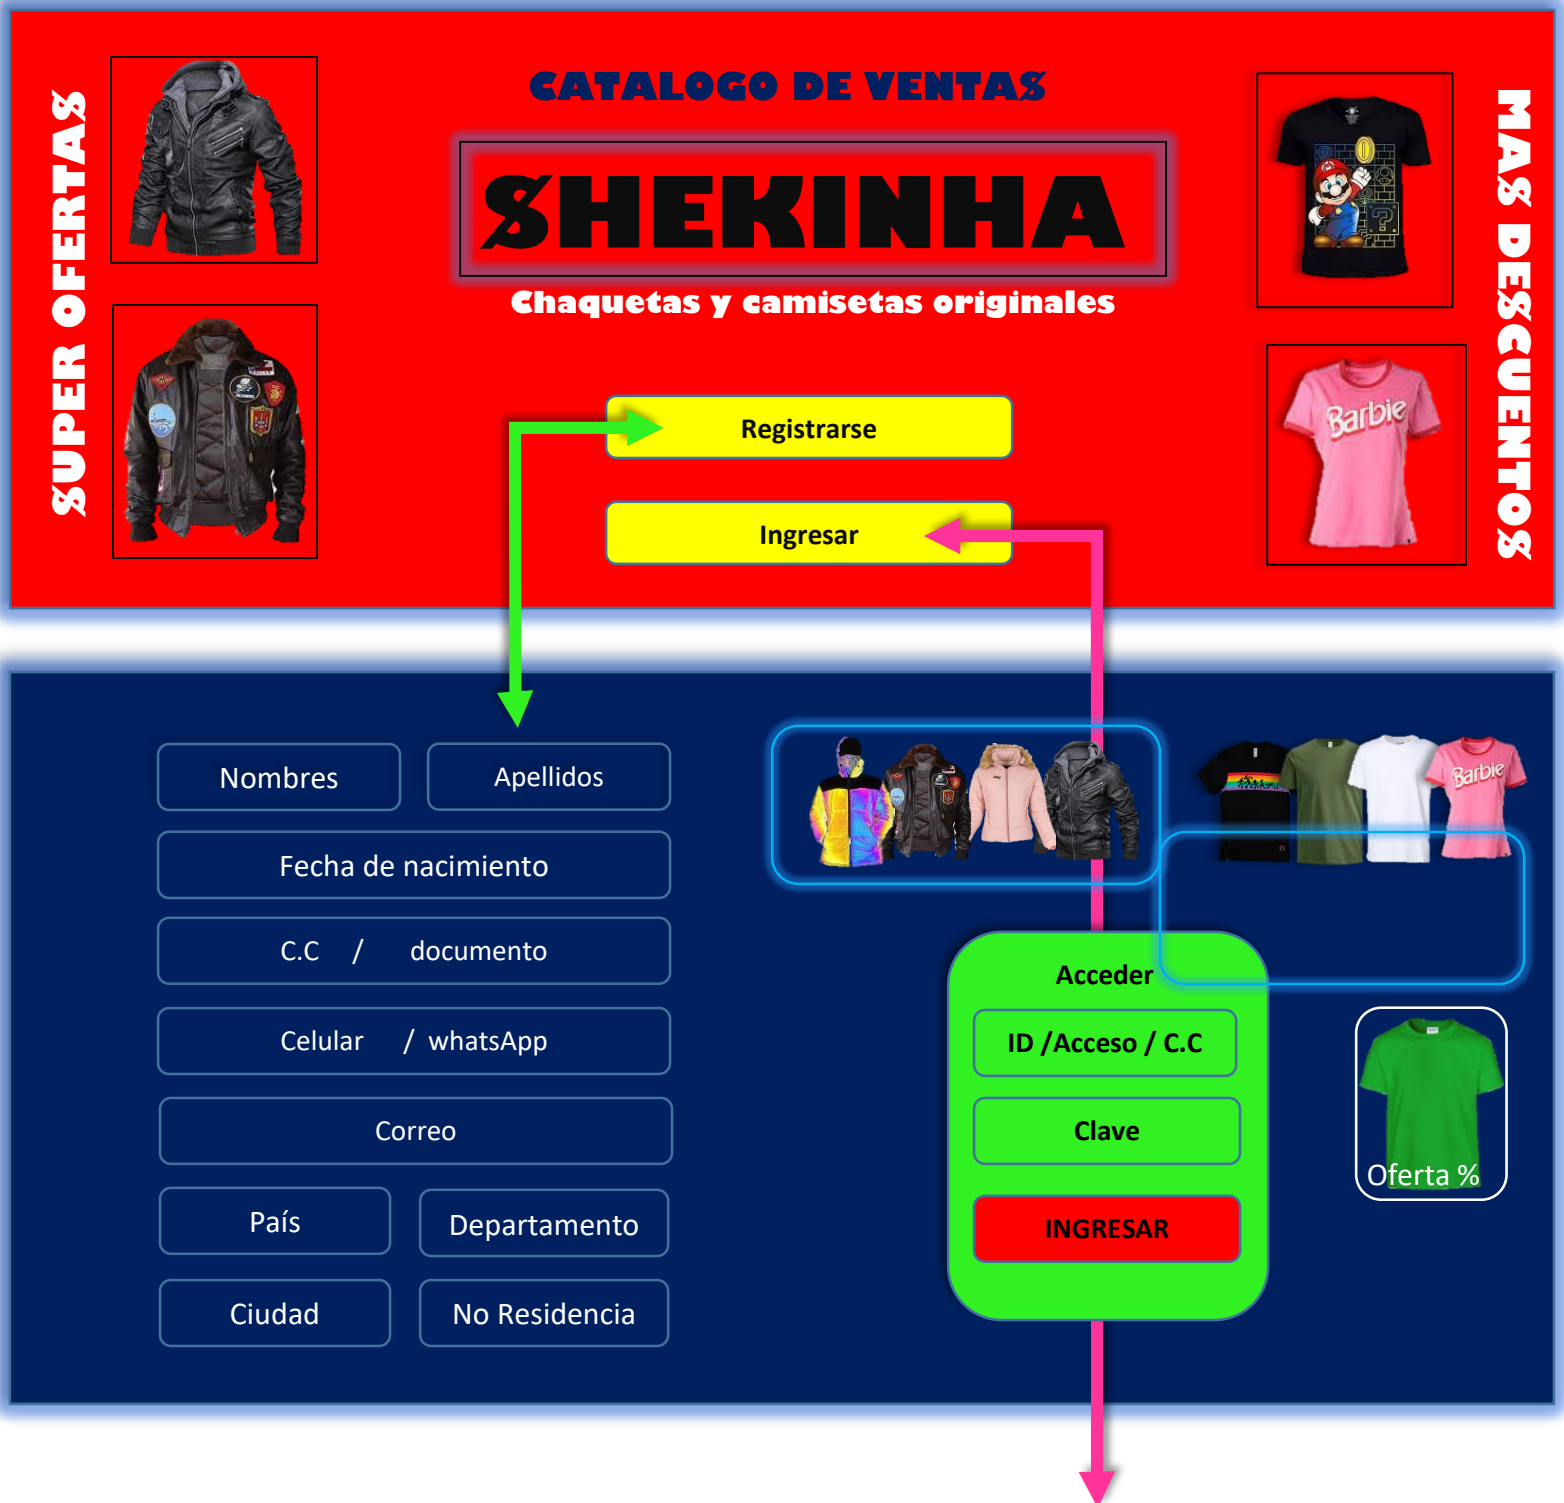 CATALOGO DE VENTAS
SHEKINHA
Chaquetas y camisetas originales
SUPER OFERTAS
MAS DESCUENTOS
Barbie
Registrarse
Ingresar
Nombres
Apellidos
Fecha de nacimiento
C.C / documento
Celular / whatsApp
Correo
País
Departamento
Ciudad
No Residencia
Barbie
Acceder
ID /Acceso / C.C
Clave
INGRESAR
Oferta %